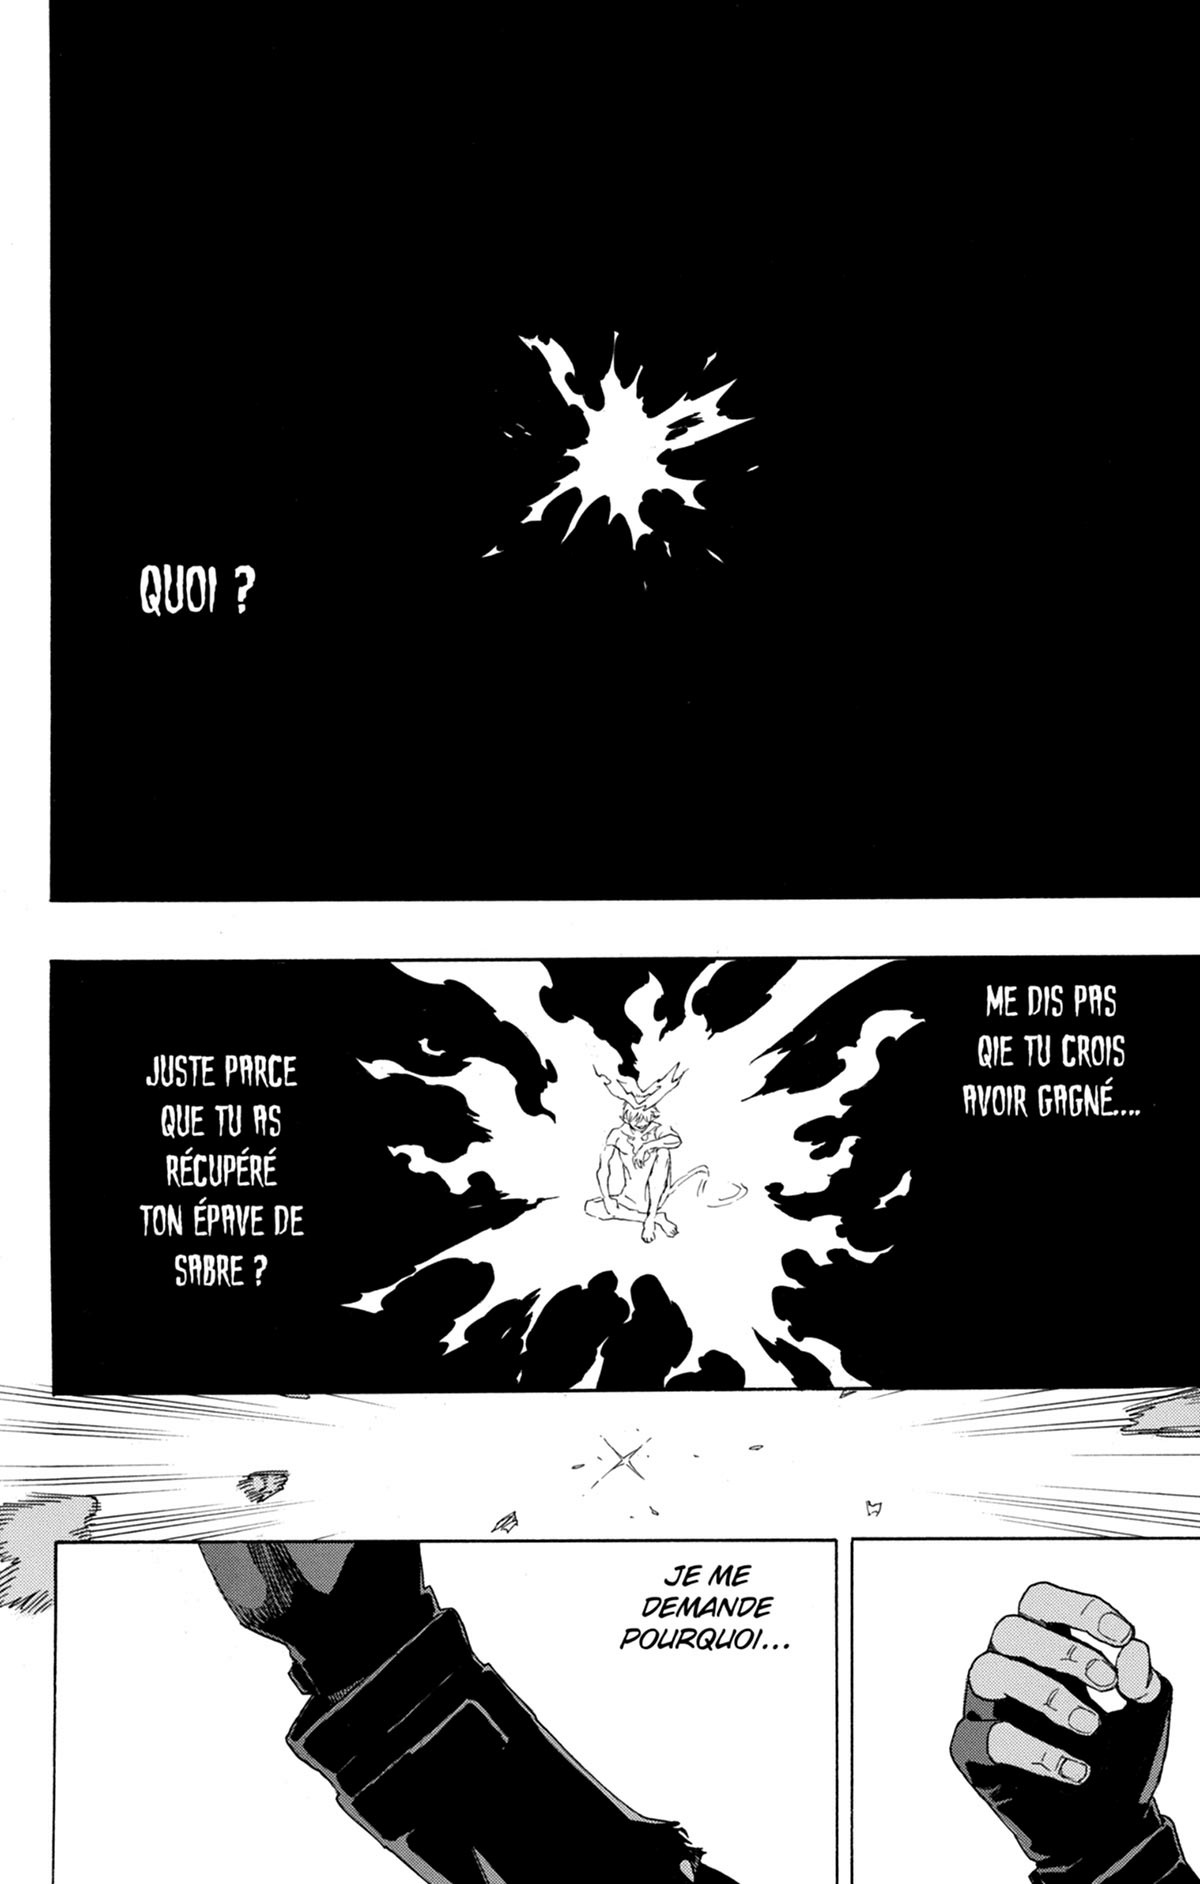 QUOI ?
ME DIS PAS
QIE TU CROIS
AVOIR GAGNÉ....
JUSTE PARCE
QUE TU AS
RÉCUPÉRÉ
TON ÉPAVE DE
SABRE ?
JE ME
DEMANDE
POURQUOI...